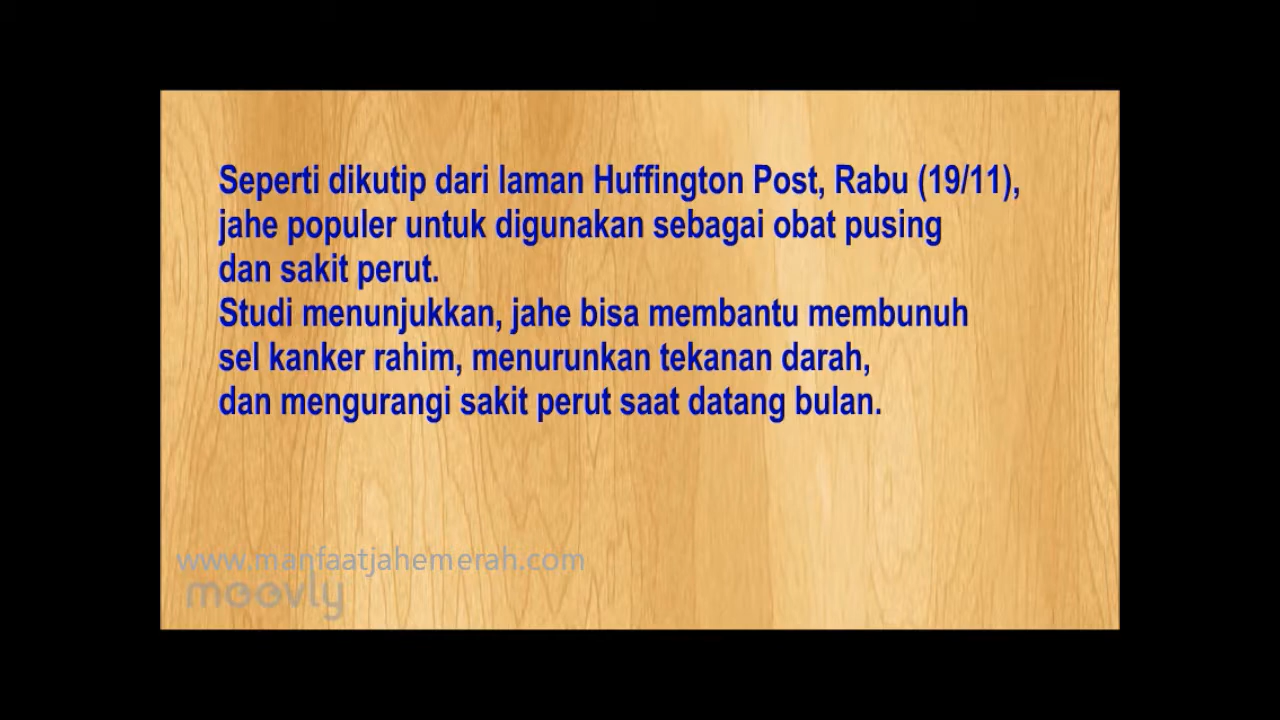 Seperti dikutip dari laman Huffington Post, Rabu (19/11),
jahe populer untuk digunakan sebagai obat pusing
dan sakit perut.
Studi menunjukkan, jahe bisa membantu membunuh
sel kanker rahim, menurunkan tekanan darah,
dan mengurangi sakit perut saat datang bulan.
www.manfaatjahemerah.com
moovly